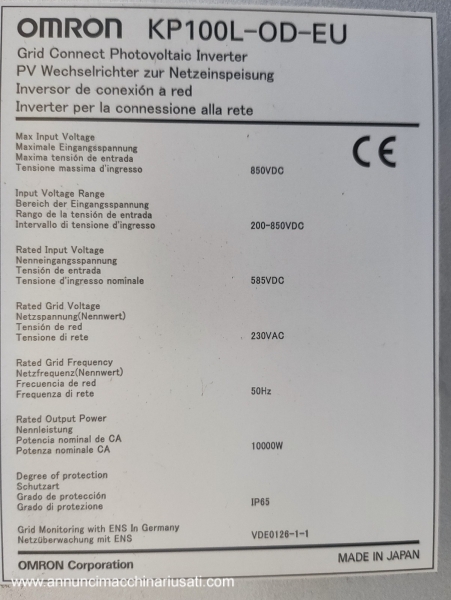 OMRON KP100L-OD-EU
Grid Connect Photovoltaic Inverter
PV Wechselrichter zur Netzeinspeisung
Inversor de conexión a red
Inverter per la connessione alla rete
Max Input Voltage
Maximale Eingangsspannung
Maxima tensión de entrada
Tensione massima d'ingresso 850VDC
CE
Input Voltage Range
Bereich der Eingangsspannung
Rango de la tensión de entrada
Intervallo di tensione d'ingresso 200-850VDC
Rated Input Voltage
Nenneingangsspannung
Tensión de entrada
Tensione d'ingresso nominale 585VDC
Rated Grid Voltage
Netzspannung(Nennwert)
Tensión de red
Tensione di rete 230VAC
Rated Grid Frequency
Netzfrequenz(Nennwert)
Frecuencia de red
Frequenza di rete 50Hz
Rated Output Power
Nennleistung
Potencia nominal de CA
Potenza nominale CA 10000W
Degree of protection
Schutzart
Grado de protección
Grado di protezione IP65
Grid Monitoring with ENS In Germany
Netzüberwachung mit ENS VDE0126-1-1
OMRON Corporation MADE IN JAPAN
www.annuncimacchinariusati.com